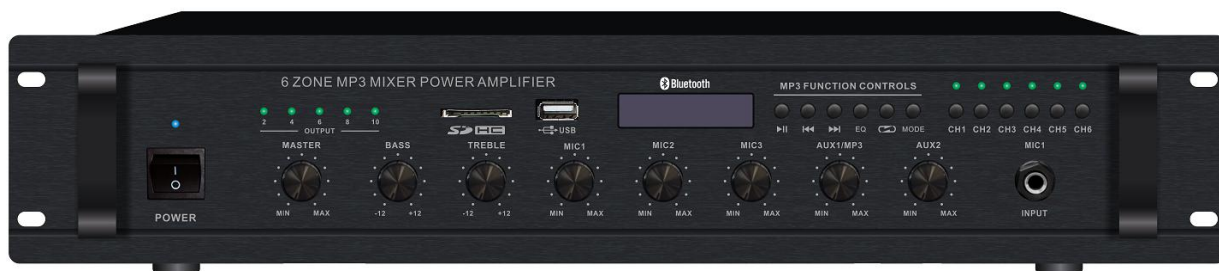 6 ZONE MP3 MIXER POWER AMPLIFIER
Bluetooth
MP3 FUNCTION CONTROLS
2 4 6 8 10
OUTPUT
SD HC
USB
EQ MODE
CH1 CH2 CH3 CH4 CH5 CH6
MASTER BASS TREBLE MIC1 MIC2 MIC3 AUX1/MP3 AUX2 MIC1
I
O
MIN MAX -12 +12 -12 +12 MIN MAX MIN MAX MIN MAX MIN MAX MIN MAX INPUT
POWER